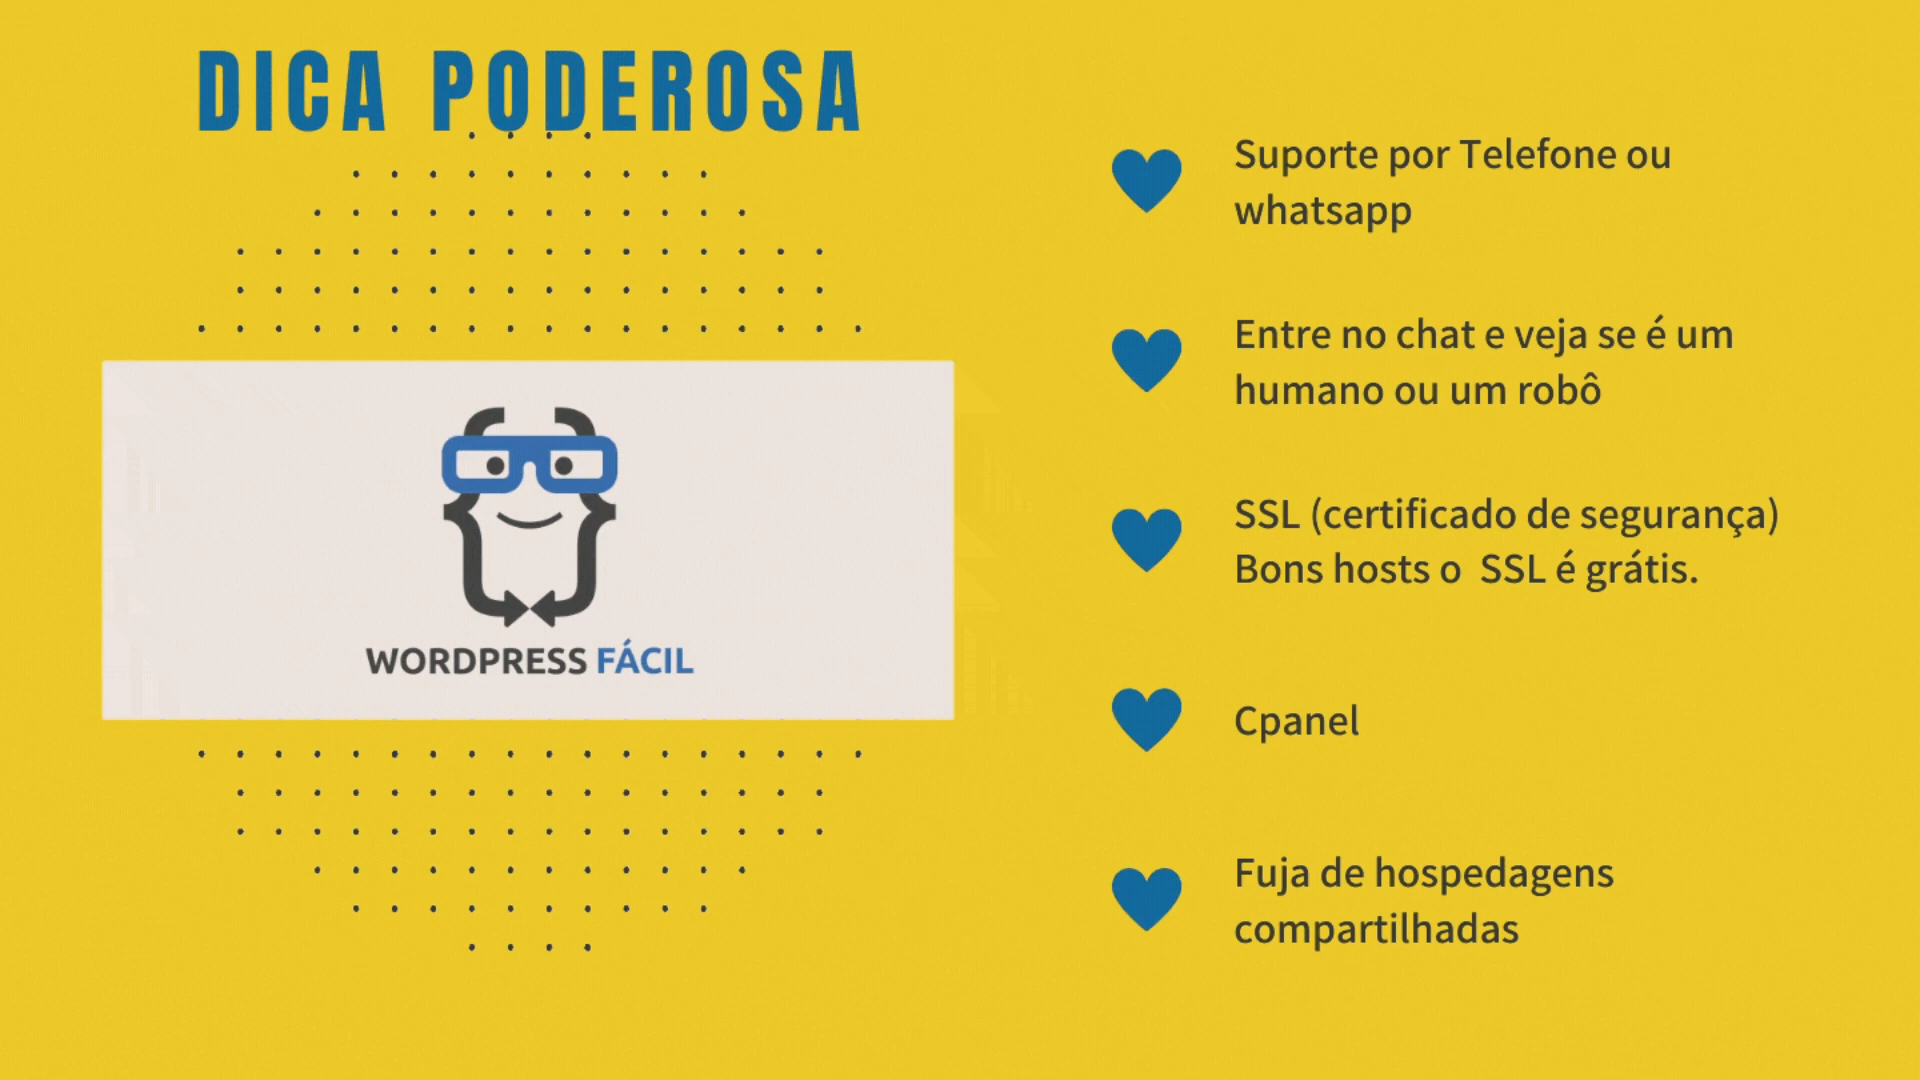 DICA PODEROSA
WORDPRESS FÁCIL
Suporte por Telefone ou
whatsapp
Entre no chat e veja se é um
humano ou um robô
SSL (certificado de segurança)
Bons hosts o  SSL é grátis.
Cpanel
Fuja de hospedagens
compartilhadas